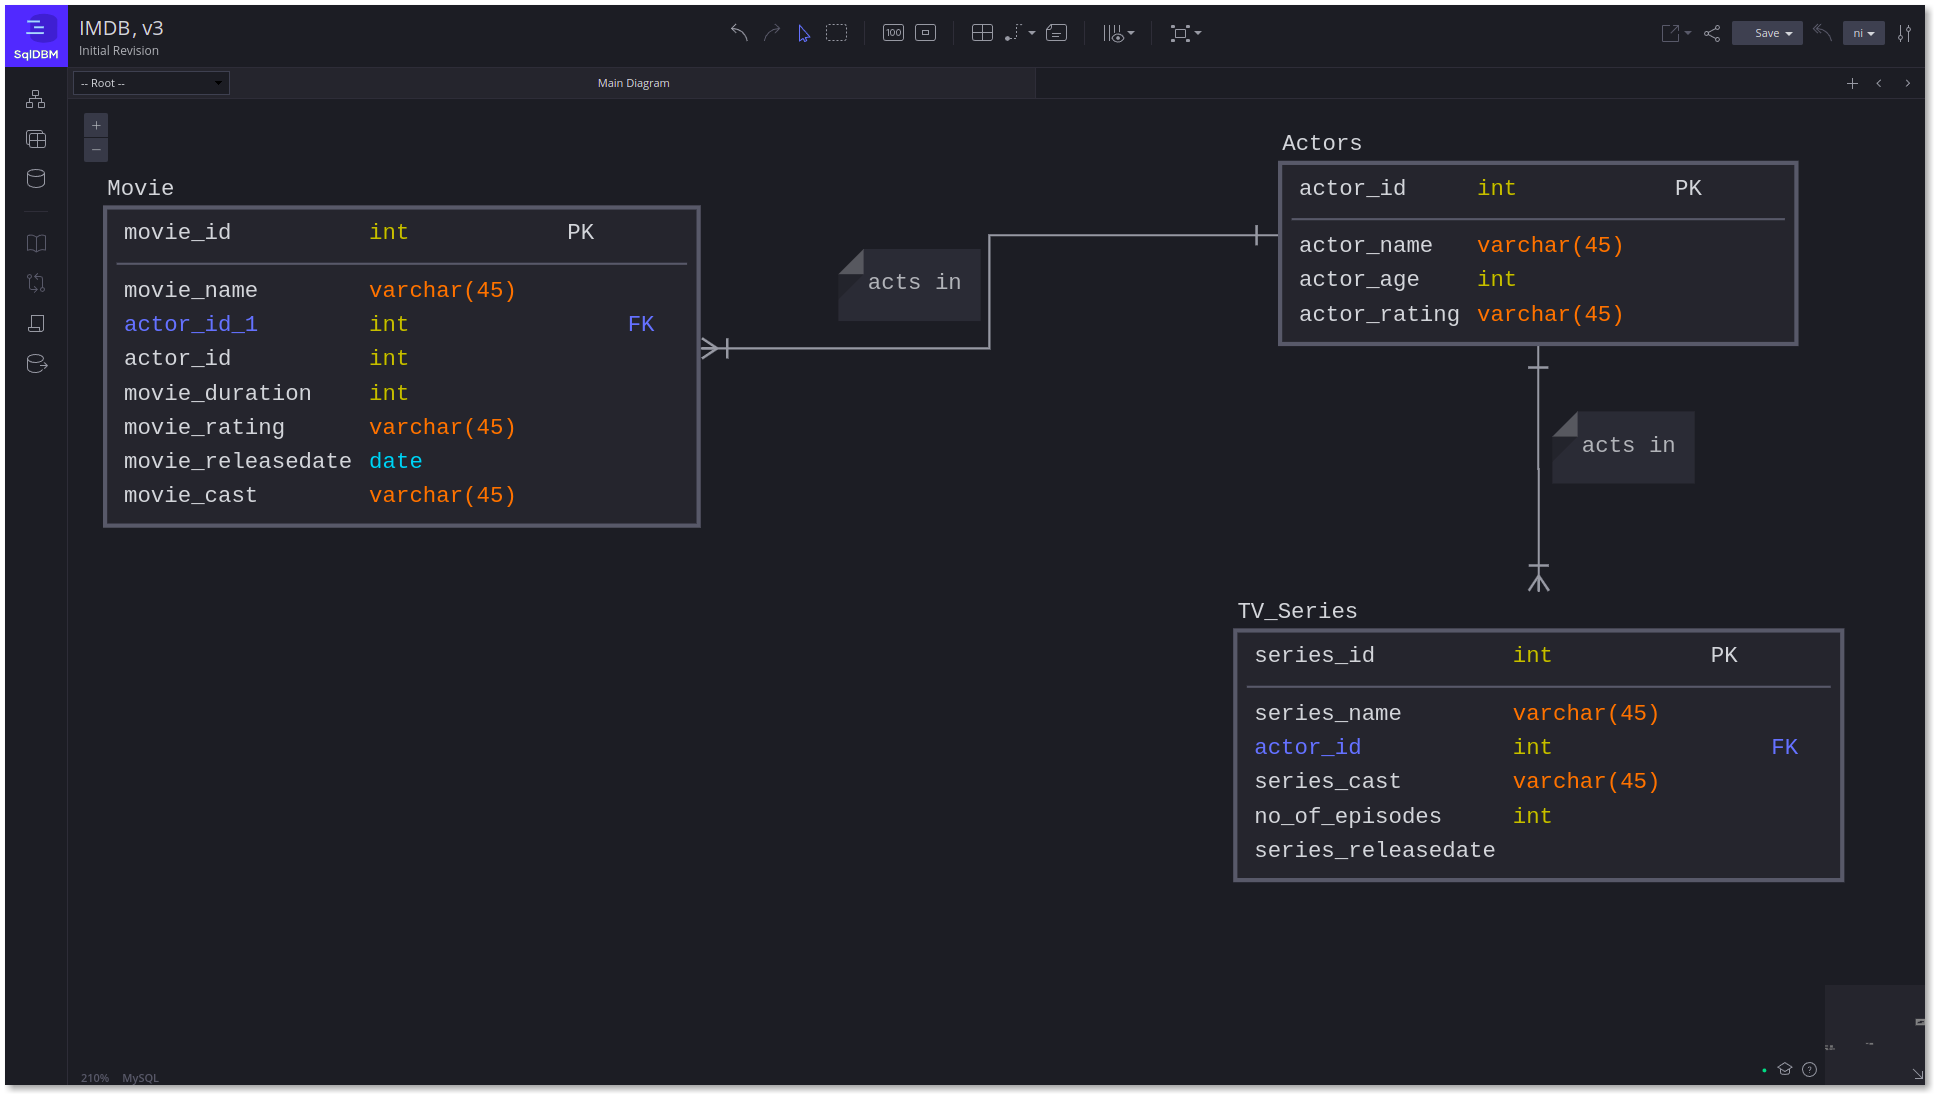 SqlDBM
IMDB, v3
Initial Revision
100
Save
ni
-- Root --
Main Diagram
Movie
movie_id int PK
movie_name varchar(45)
actor_id_1 int FK
actor_id int
movie_duration int
movie_rating varchar(45)
movie_releasedate date
movie_cast varchar(45)
acts in
Actors
actor_id int PK
actor_name varchar(45)
actor_age int
actor_rating varchar(45)
acts in
TV_Series
series_id int PK
series_name varchar(45)
actor_id int FK
series_cast varchar(45)
no_of_episodes int
series_releasedate
210% MySQL